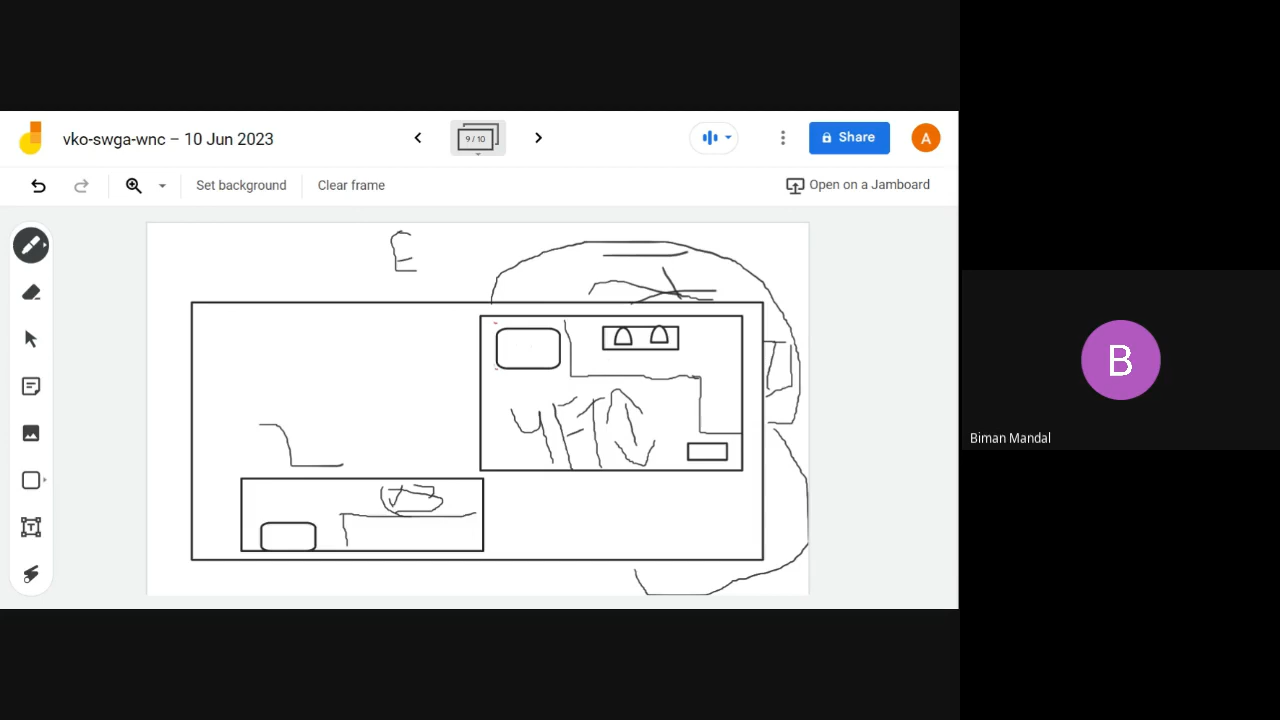 vko-swga-wnc – 10 Jun 2023
9 / 10
Share
A
Set background
Clear frame
Open on a Jamboard
E
T
B
Biman Mandal